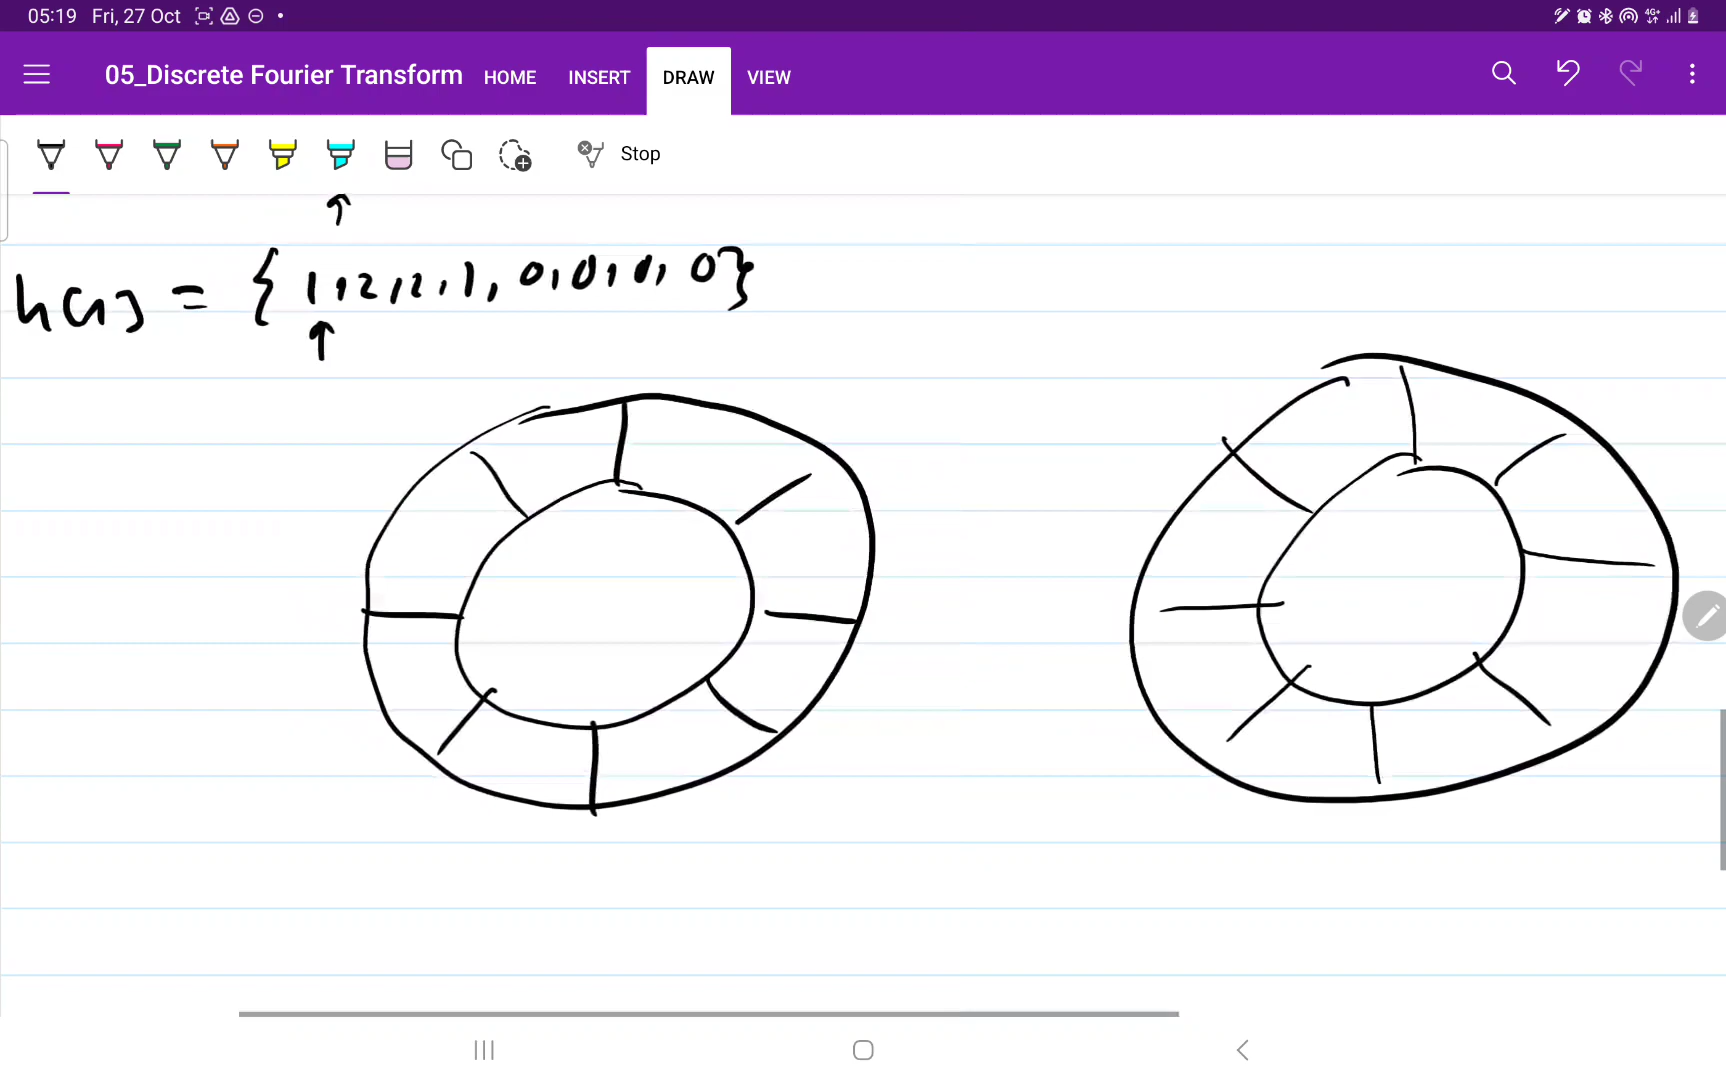 05:19 Fri, 27 Oct 4G+
05_Discrete Fourier Transform HOME INSERT DRAW VIEW
Stop
↑
h[n] = { 1, 2, 2, 1, 0, 0, 0, 0 }
↑